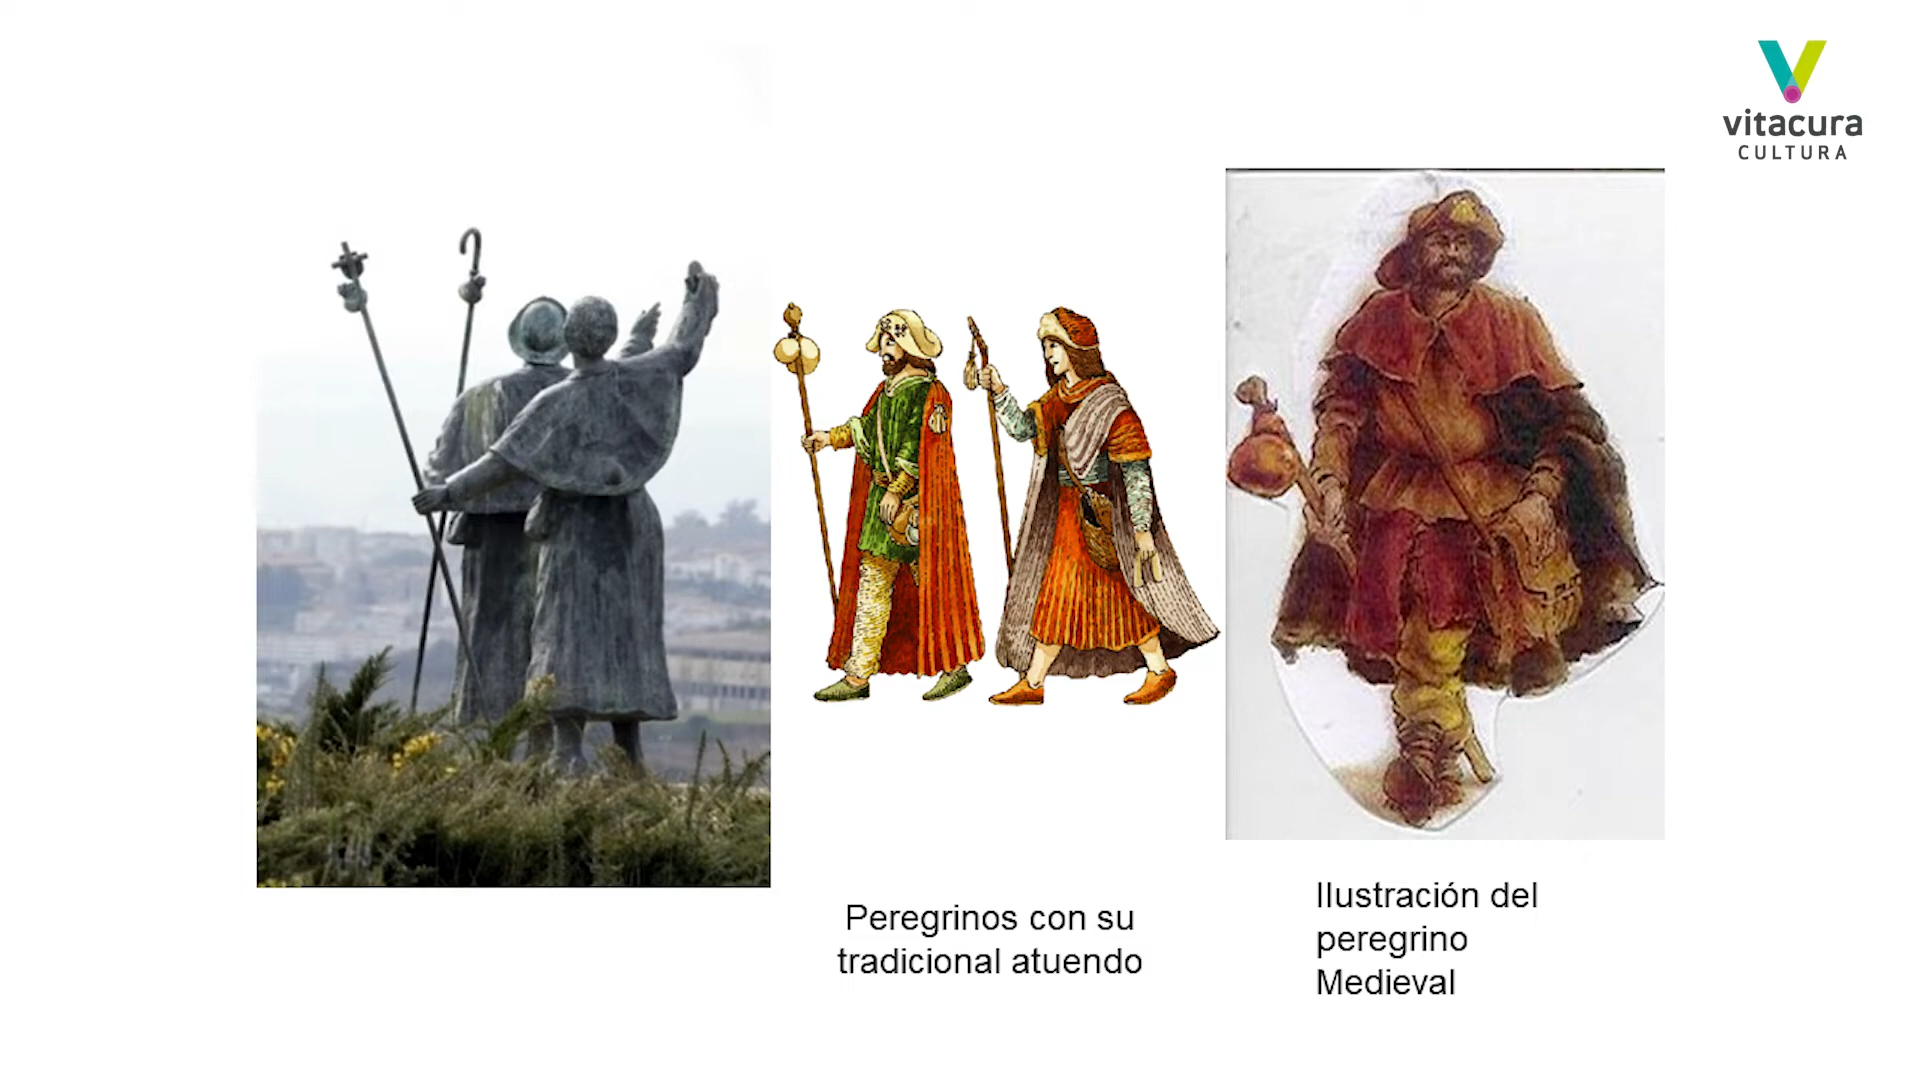 vitacura
CULTURA
Peregrinos con su
tradicional atuendo
Ilustración del
peregrino
Medieval